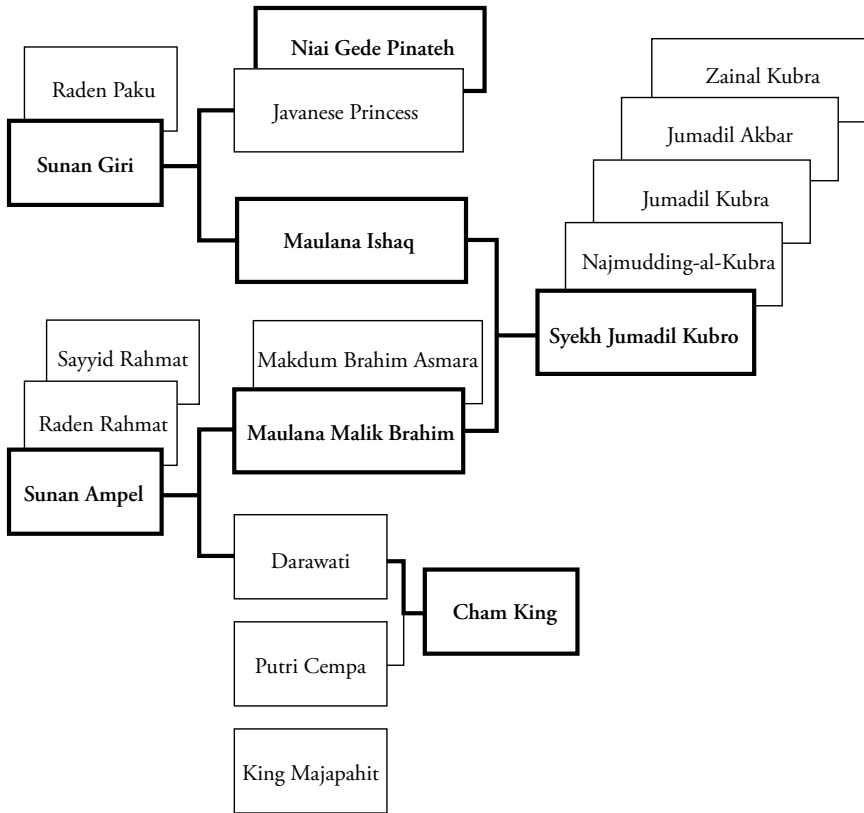 Niai Gede Pinateh
Zainal Kubra
Raden Paku
Javanese Princess
Jumadil Akbar
Sunan Giri
Jumadil Kubra
Maulana Ishaq
Najmudding-al-Kubra
Syekh Jumadil Kubro
Sayyid Rahmat
Makdum Brahim Asmara
Raden Rahmat
Maulana Malik Brahim
Sunan Ampel
Darawati
Cham King
Putri Cempa
King Majapahit